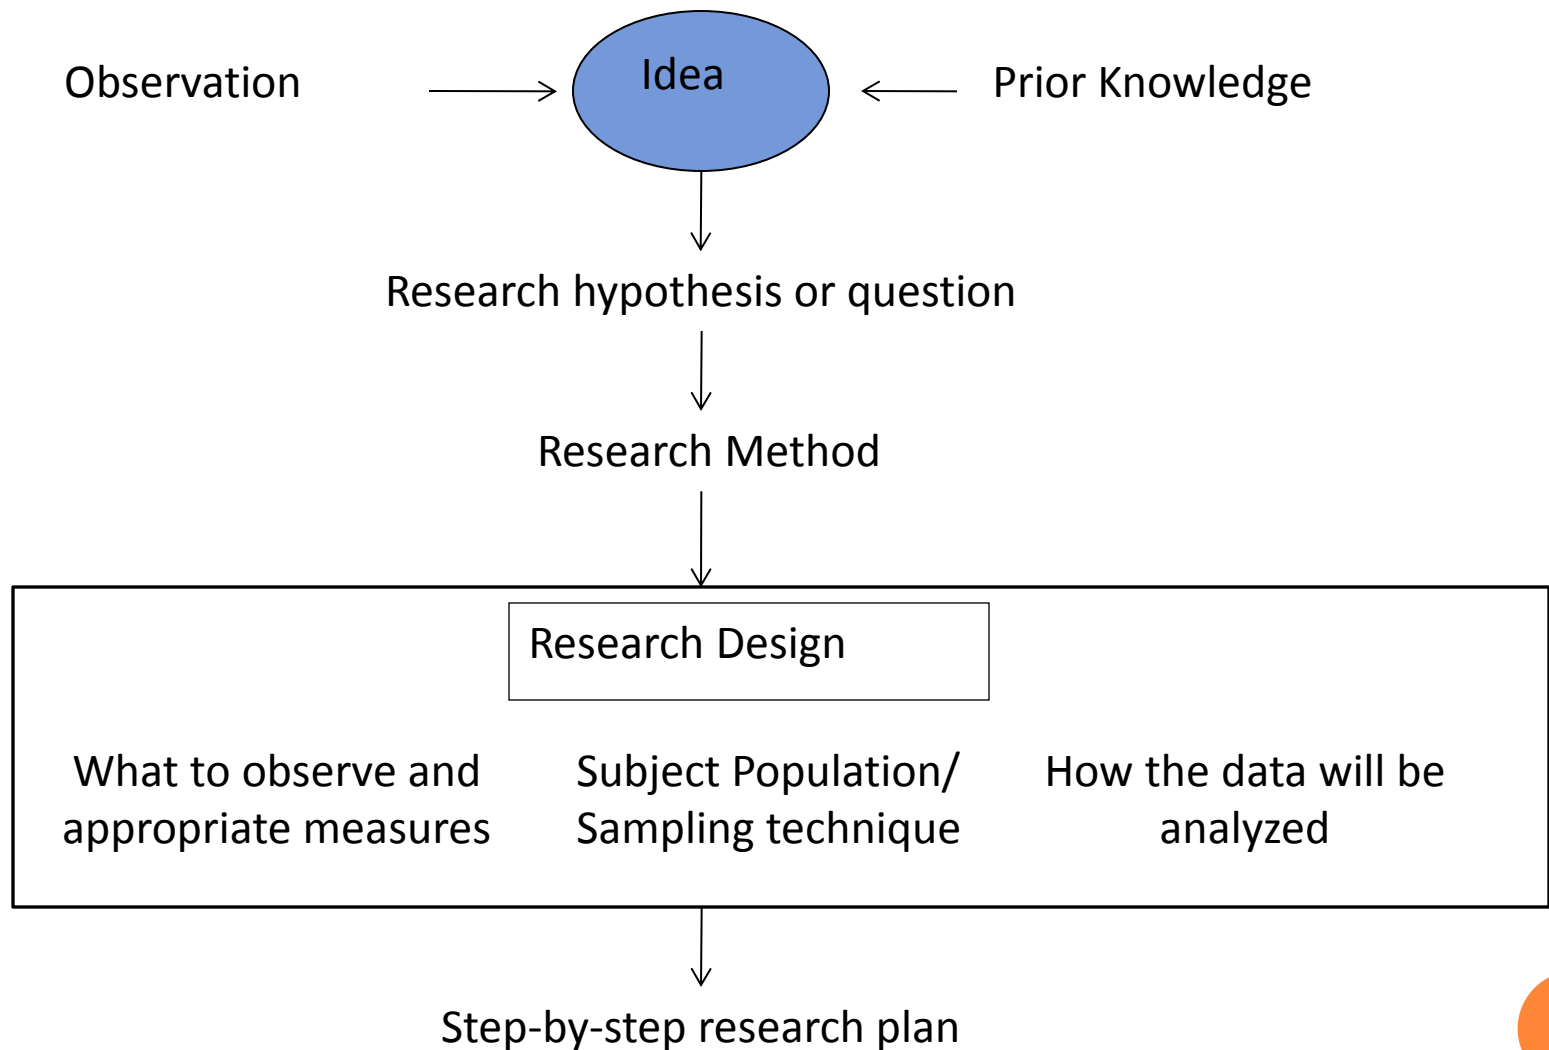 Observation
Idea
Prior Knowledge
Research hypothesis or question
Research Method
Research Design
What to observe and
appropriate measures
Subject Population/
Sampling technique
How the data will be
analyzed
Step-by-step research plan